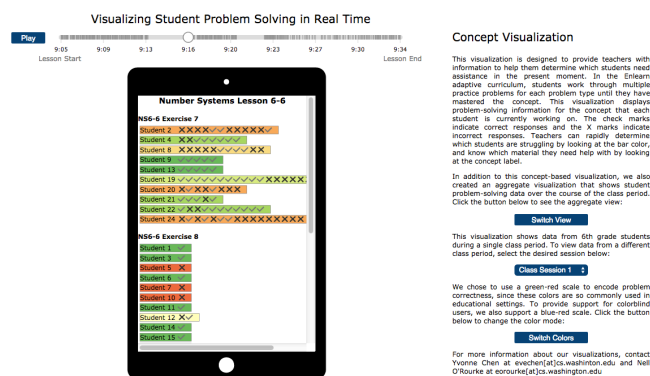 Visualizing Student Problem Solving in Real Time
Play
9:05 9:09 9:13 9:16 9:20 9:23 9:27 9:30 9:34
Lesson Start Lesson End
Number Systems Lesson 6-6
NS6-6 Exercise 7
Student 2 XXXX✓✓XXXXX✓
Student 4 XX✓✓✓✓✓✓✓
Student 8 XXXXX✓✓✓XX
Student 9 ✓✓✓✓✓
Student 13 ✓✓✓✓✓
Student 19 ✓✓✓✓✓✓✓✓✓✓XXXXX
Student 20 X✓XX✓XXX
Student 21 ✓✓✓X✓
Student 22 ✓✓X✓✓✓✓✓✓✓
Student 24 X✓X✓X✓XXXXXXXXX
NS6-6 Exercise 8
Student 1 ✓
Student 3 ✓
Student 5 X
Student 6 ✓
Student 7 X
Student 10 X
Student 11 ✓
Student 12 X✓
Student 14 ✓
Student 15 ✓
Concept Visualization
This visualization is designed to provide teachers with
information to help them determine which students need
assistance in the present moment. In the Enlearn
adaptive curriculum, students work through multiple
practice problems for each problem type until they have
mastered the concept. This visualization displays
problem-solving information for the concept that each
student is currently working on. The check marks
indicate correct responses and the X marks indicate
incorrect responses. Teachers can rapidly determine
which students are struggling by looking at the bar color,
and know which material they need help with by looking
at the concept label.
In addition to this concept-based visualization, we also
created an aggregate visualization that shows student
problem-solving data over the course of the class period.
Click the button below to see the aggregate view:
Switch View
This visualization shows data from 6th grade students
during a single class period. To view data from a different
class period, select the desired session below:
Class Session 1
We chose to use a green-red scale to encode problem
correctness, since these colors are so commonly used in
educational settings. To provide support for colorblind
users, we also support a blue-red scale. Click the button
below to change the color mode:
Switch Colors
For more information about our visualizations, contact
Yvonne Chen at evechen[at]cs.washinton.edu and Nell
O'Rourke at eorourke[at]cs.washington.edu